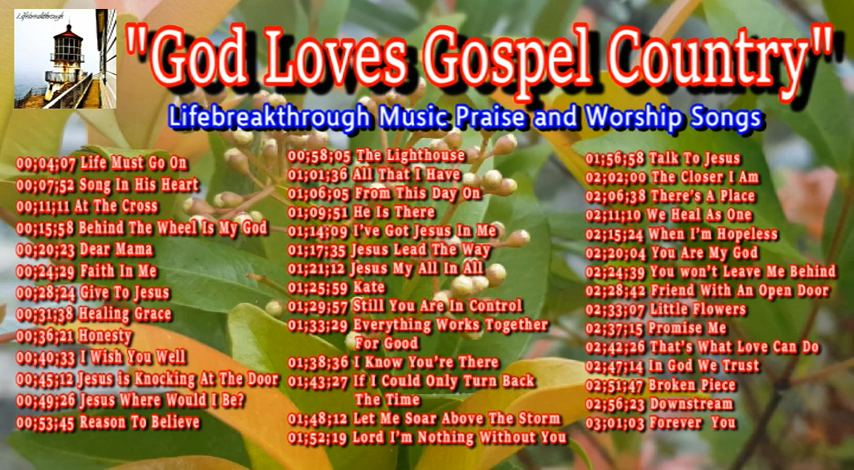 Lifebreakthrough
"God Loves Gospel Country"
Lifebreakthrough Music Praise and Worship Songs
00;04;07 Life Must Go On
00;07;52 Song In His Heart
00;11;11 At The Cross
00;15;58 Behind The Wheel Is My God
00;20;23 Dear Mama
00;24;29 Faith In Me
00;28;24 Give To Jesus
00;31;38 Healing Grace
00;36;21 Honesty
00;40;33 I Wish You Well
00;45;12 Jesus is Knocking At The Door
00;49;26 Jesus Where Would I Be?
00;53;45 Reason To Believe
00;58;05 The Lighthouse
01;01;36 All That I Have
01;06;05 From This Day On
01;09;51 He Is There
01;14;09 I've Got Jesus In Me
01;17;35 Jesus Lead The Way
01;21;12 Jesus My All In All
01;25;59 Kate
01;29;57 Still You Are In Control
01;33;29 Everything Works Together
For Good
01;38;36 I Know You're There
01;43;27 If I Could Only Turn Back
The Time
01;48;12 Let Me Soar Above The Storm
01;52;19 Lord I'm Nothing Without You
01;56;58 Talk To Jesus
02;02;00 The Closer I Am
02;06;38 There's A Place
02;11;10 We Heal As One
02;15;24 When I'm Hopeless
02;20;04 You Are My God
02;24;39 You won't Leave Me Behind
02;28;42 Friend With An Open Door
02;33;07 Little Flowers
02;37;15 Promise Me
02;42;26 That's What Love Can Do
02;47;14 In God We Trust
02;51;47 Broken Piece
02;56;23 Downstream
03;01;03 Forever You